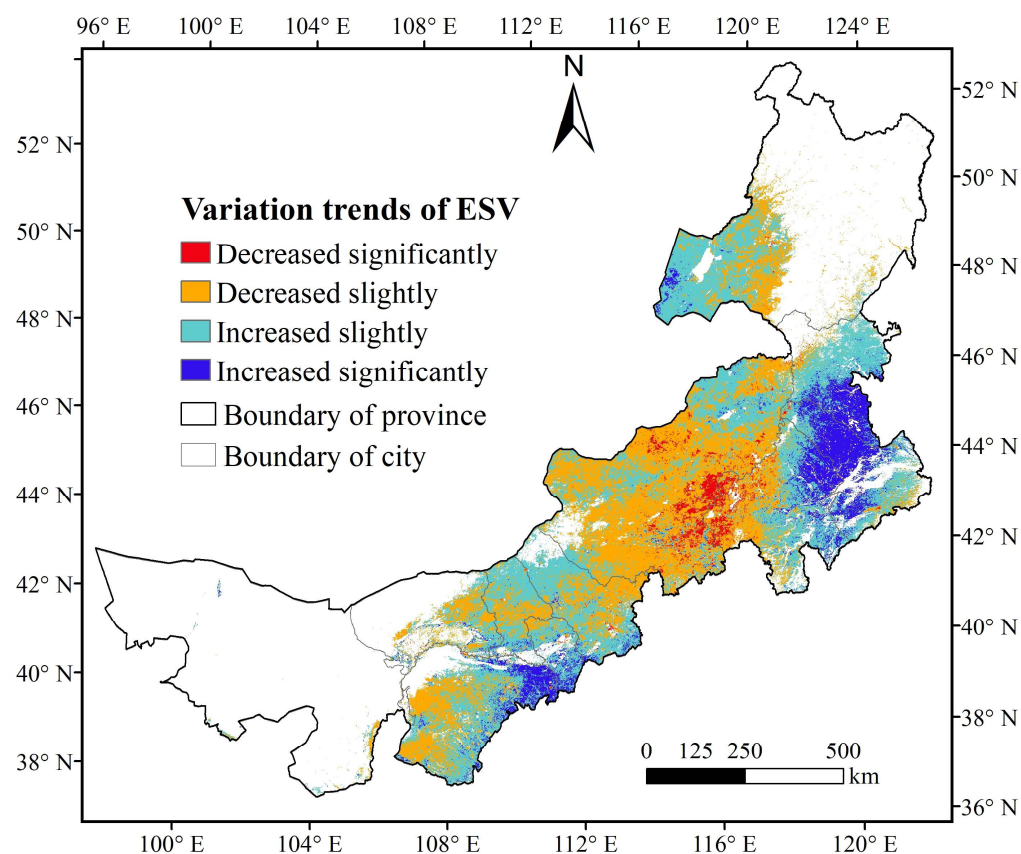 96° E 100° E 104° E 108° E 112° E 116° E 120° E 124° E
N
52° N
50° N
48° N
46° N
44° N
42° N
40° N
38° N
Variation trends of ESV
Decreased significantly
Decreased slightly
Increased slightly
Increased significantly
Boundary of province
Boundary of city
52° N
50° N
48° N
46° N
44° N
42° N
40° N
38° N
36° N
0 125 250 500
km
100° E 104° E 108° E 112° E 116° E 120° E